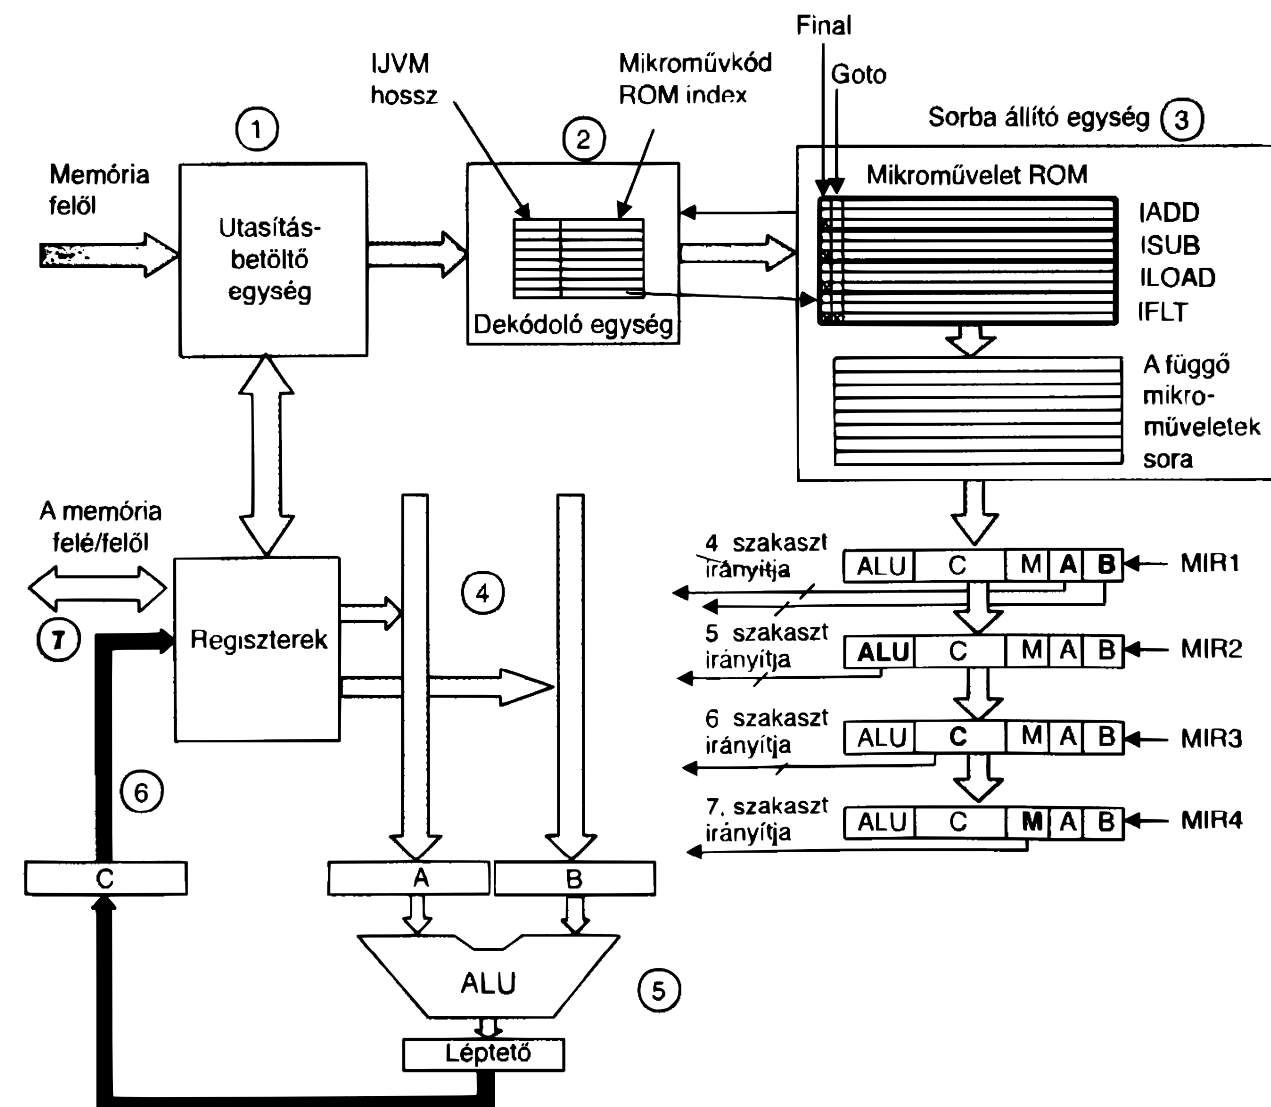 Final
Goto
IJVM
hossz
Mikroművkód
ROM index
1
2
Sorba állító egység 3
Memória
felől
Utasítás-
betöltő
egység
Dekódoló egység
Mikroművelet ROM
IADD
ISUB
ILOAD
IFLT
A függő
mikro-
műveletek
sora
A memória
felé/felől
7
Regiszterek
4
4 szakaszt
irányítja
ALU C M A B
MIR1
5 szakaszt
irányítja
ALU C M A B
MIR2
6 szakaszt
irányítja
ALU C M A B
MIR3
7. szakaszt
irányítja
ALU C M A B
MIR4
6
C
A
B
ALU
5
Léptető